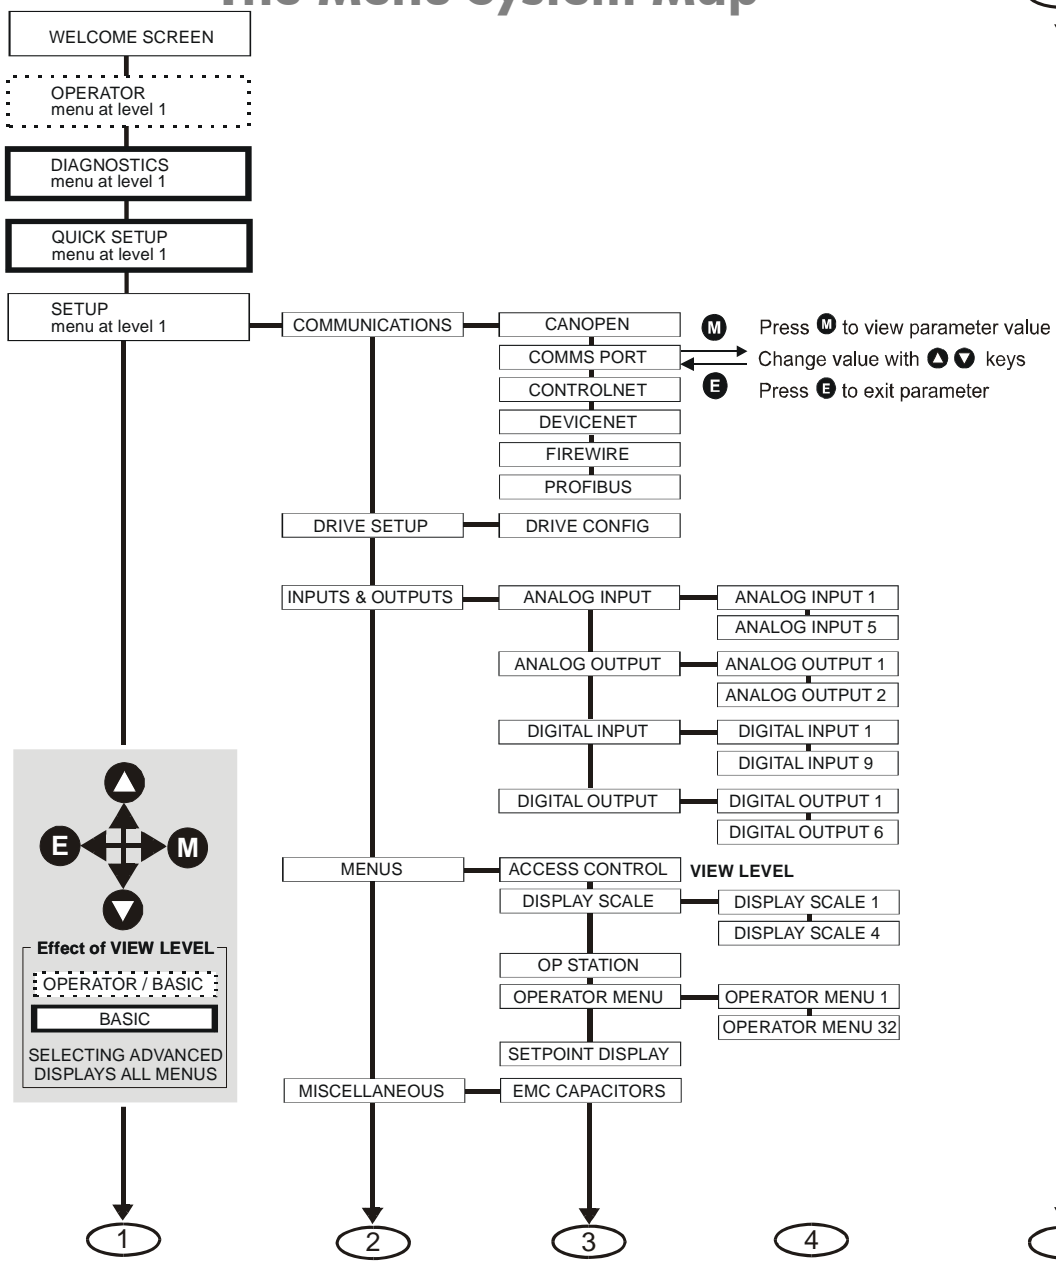 The Menu System Map
WELCOME SCREEN
OPERATOR
menu at level 1
DIAGNOSTICS
menu at level 1
QUICK SETUP
menu at level 1
SETUP
menu at level 1
COMMUNICATIONS
CANOPEN
COMMS PORT
CONTROLNET
DEVICENET
FIREWIRE
PROFIBUS
M Press M to view parameter value
Change value with keys
E Press E to exit parameter
DRIVE SETUP
DRIVE CONFIG
INPUTS & OUTPUTS
ANALOG INPUT
ANALOG INPUT 1
ANALOG INPUT 5
ANALOG OUTPUT
ANALOG OUTPUT 1
ANALOG OUTPUT 2
DIGITAL INPUT
DIGITAL INPUT 1
DIGITAL INPUT 9
DIGITAL OUTPUT
DIGITAL OUTPUT 1
DIGITAL OUTPUT 6
MENUS
ACCESS CONTROL
VIEW LEVEL
DISPLAY SCALE
DISPLAY SCALE 1
DISPLAY SCALE 4
OP STATION
OPERATOR MENU
OPERATOR MENU 1
OPERATOR MENU 32
SETPOINT DISPLAY
MISCELLANEOUS
EMC CAPACITORS
E
M
Effect of VIEW LEVEL
OPERATOR / BASIC
BASIC
SELECTING ADVANCED
DISPLAYS ALL MENUS
1
2
3
4